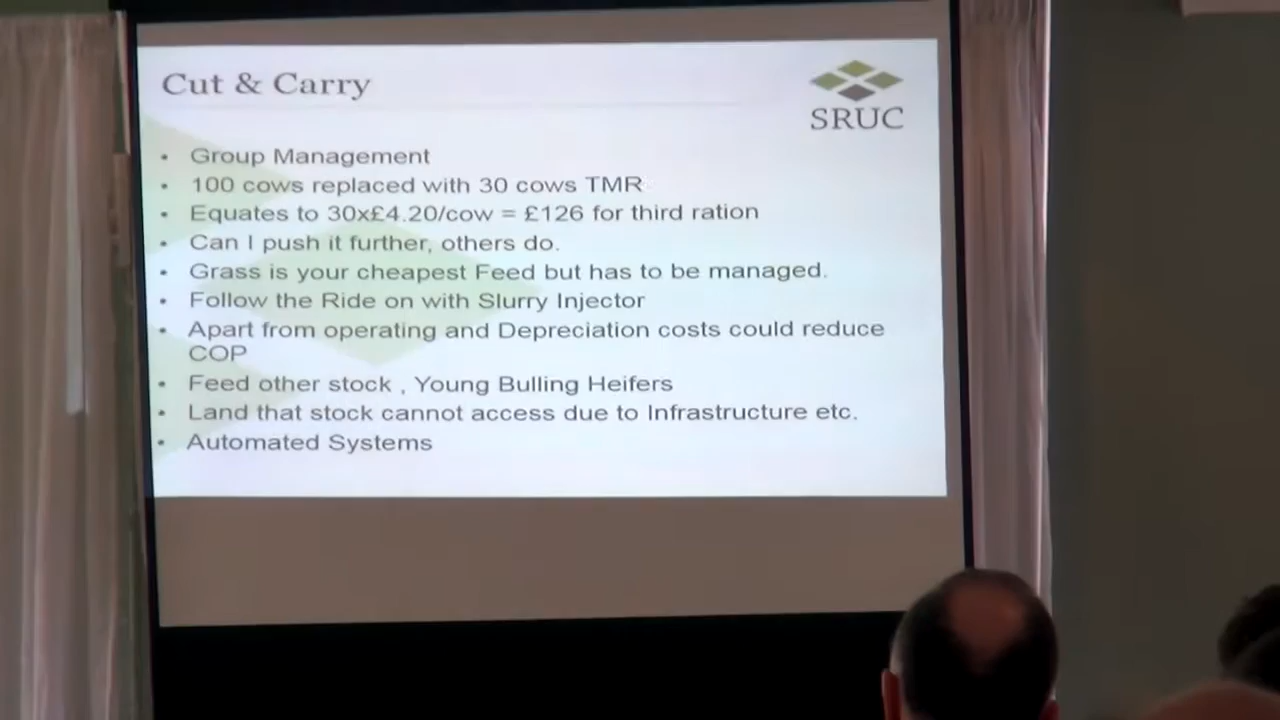 Cut & Carry
SRUC
• Group Management
• 100 cows replaced with 30 cows TMR
• Equates to 30x£4.20/cow = £126 for third ration
• Can I push it further, others do.
• Grass is your cheapest Feed but has to be managed.
• Follow the Ride on with Slurry Injector
• Apart from operating and Depreciation costs could reduce
COP
• Feed other stock , Young Bulling Heifers
• Land that stock cannot access due to Infrastructure etc.
• Automated Systems